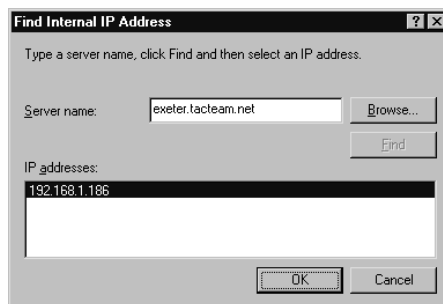 Find Internal IP Address
Type a server name, click Find and then select an IP address.
Server name: exeter.tacteam.net Browse...
Find
IP addresses:
192.168.1.186
OK Cancel